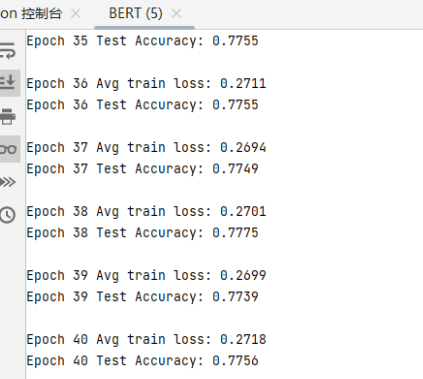 on 控制台
BERT (5)
Epoch 35 Test Accuracy: 0.7755
Epoch 36 Avg train loss: 0.2711
Epoch 36 Test Accuracy: 0.7755
Epoch 37 Avg train loss: 0.2694
Epoch 37 Test Accuracy: 0.7749
Epoch 38 Avg train loss: 0.2701
Epoch 38 Test Accuracy: 0.7775
Epoch 39 Avg train loss: 0.2699
Epoch 39 Test Accuracy: 0.7739
Epoch 40 Avg train loss: 0.2718
Epoch 40 Test Accuracy: 0.7756